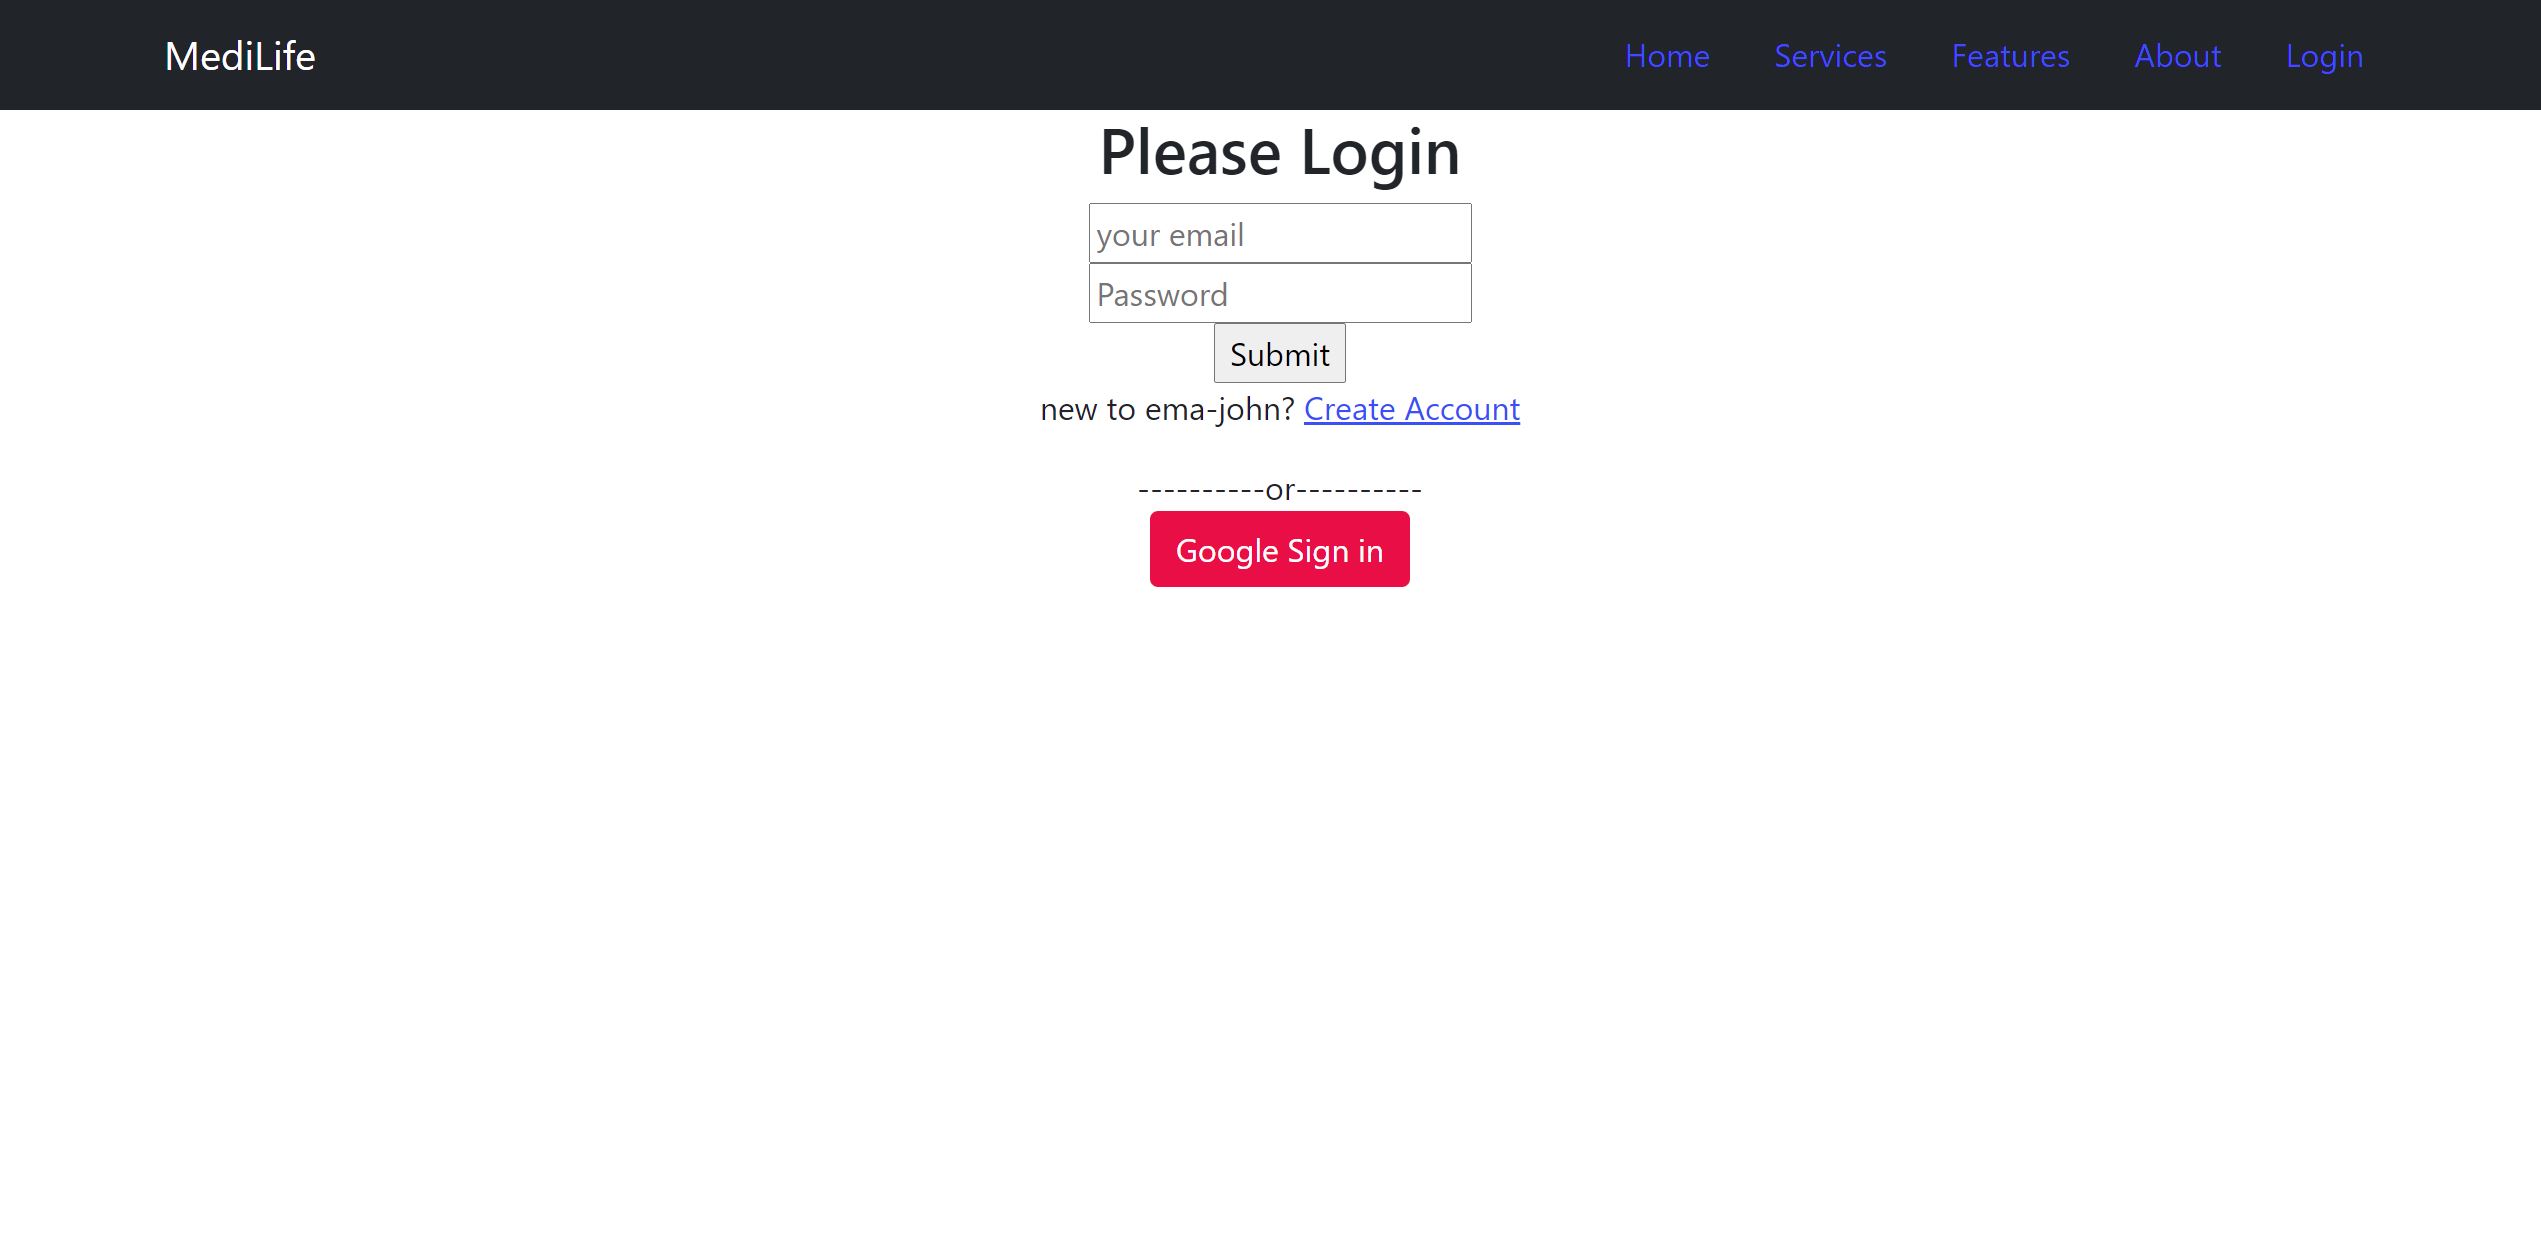 MediLife Home Services Features About Login
Please Login
your email
Password
Submit
new to ema-john? Create Account
----------or----------
Google Sign in